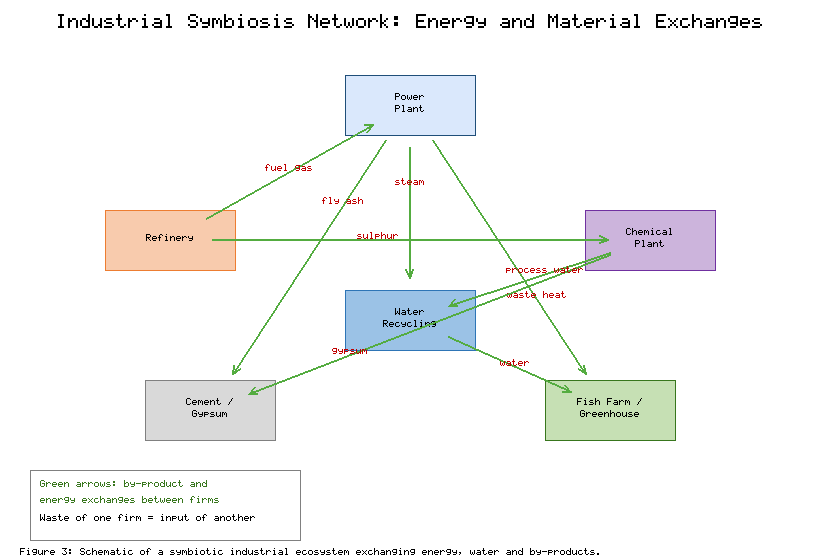 Industrial Symbiosis Network: Energy and Material Exchanges
Power
Plant
fuel gas
steam
fly ash
Refinery
sulphur
Chemical
Plant
process water
waste heat
Water
Recycling
gypsum
water
Cement /
Gypsum
Fish Farm /
Greenhouse
Green arrows: by-product and
energy exchanges between firms
Waste of one firm = input of another
Figure 3: Schematic of a symbiotic industrial ecosystem exchanging energy, water and by-products.